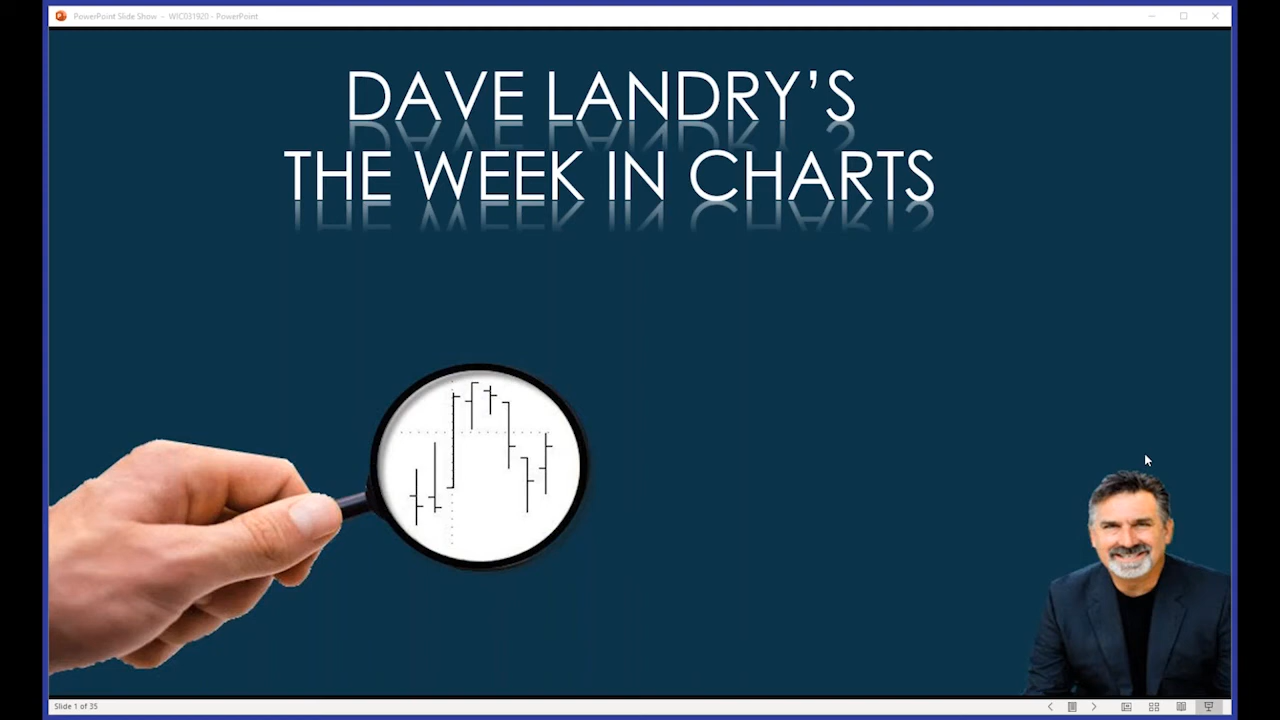 PowerPoint Slide Show - WIC031920 - PowerPoint
DAVE LANDRY'S
THE WEEK IN CHARTS
Slide 1 of 35